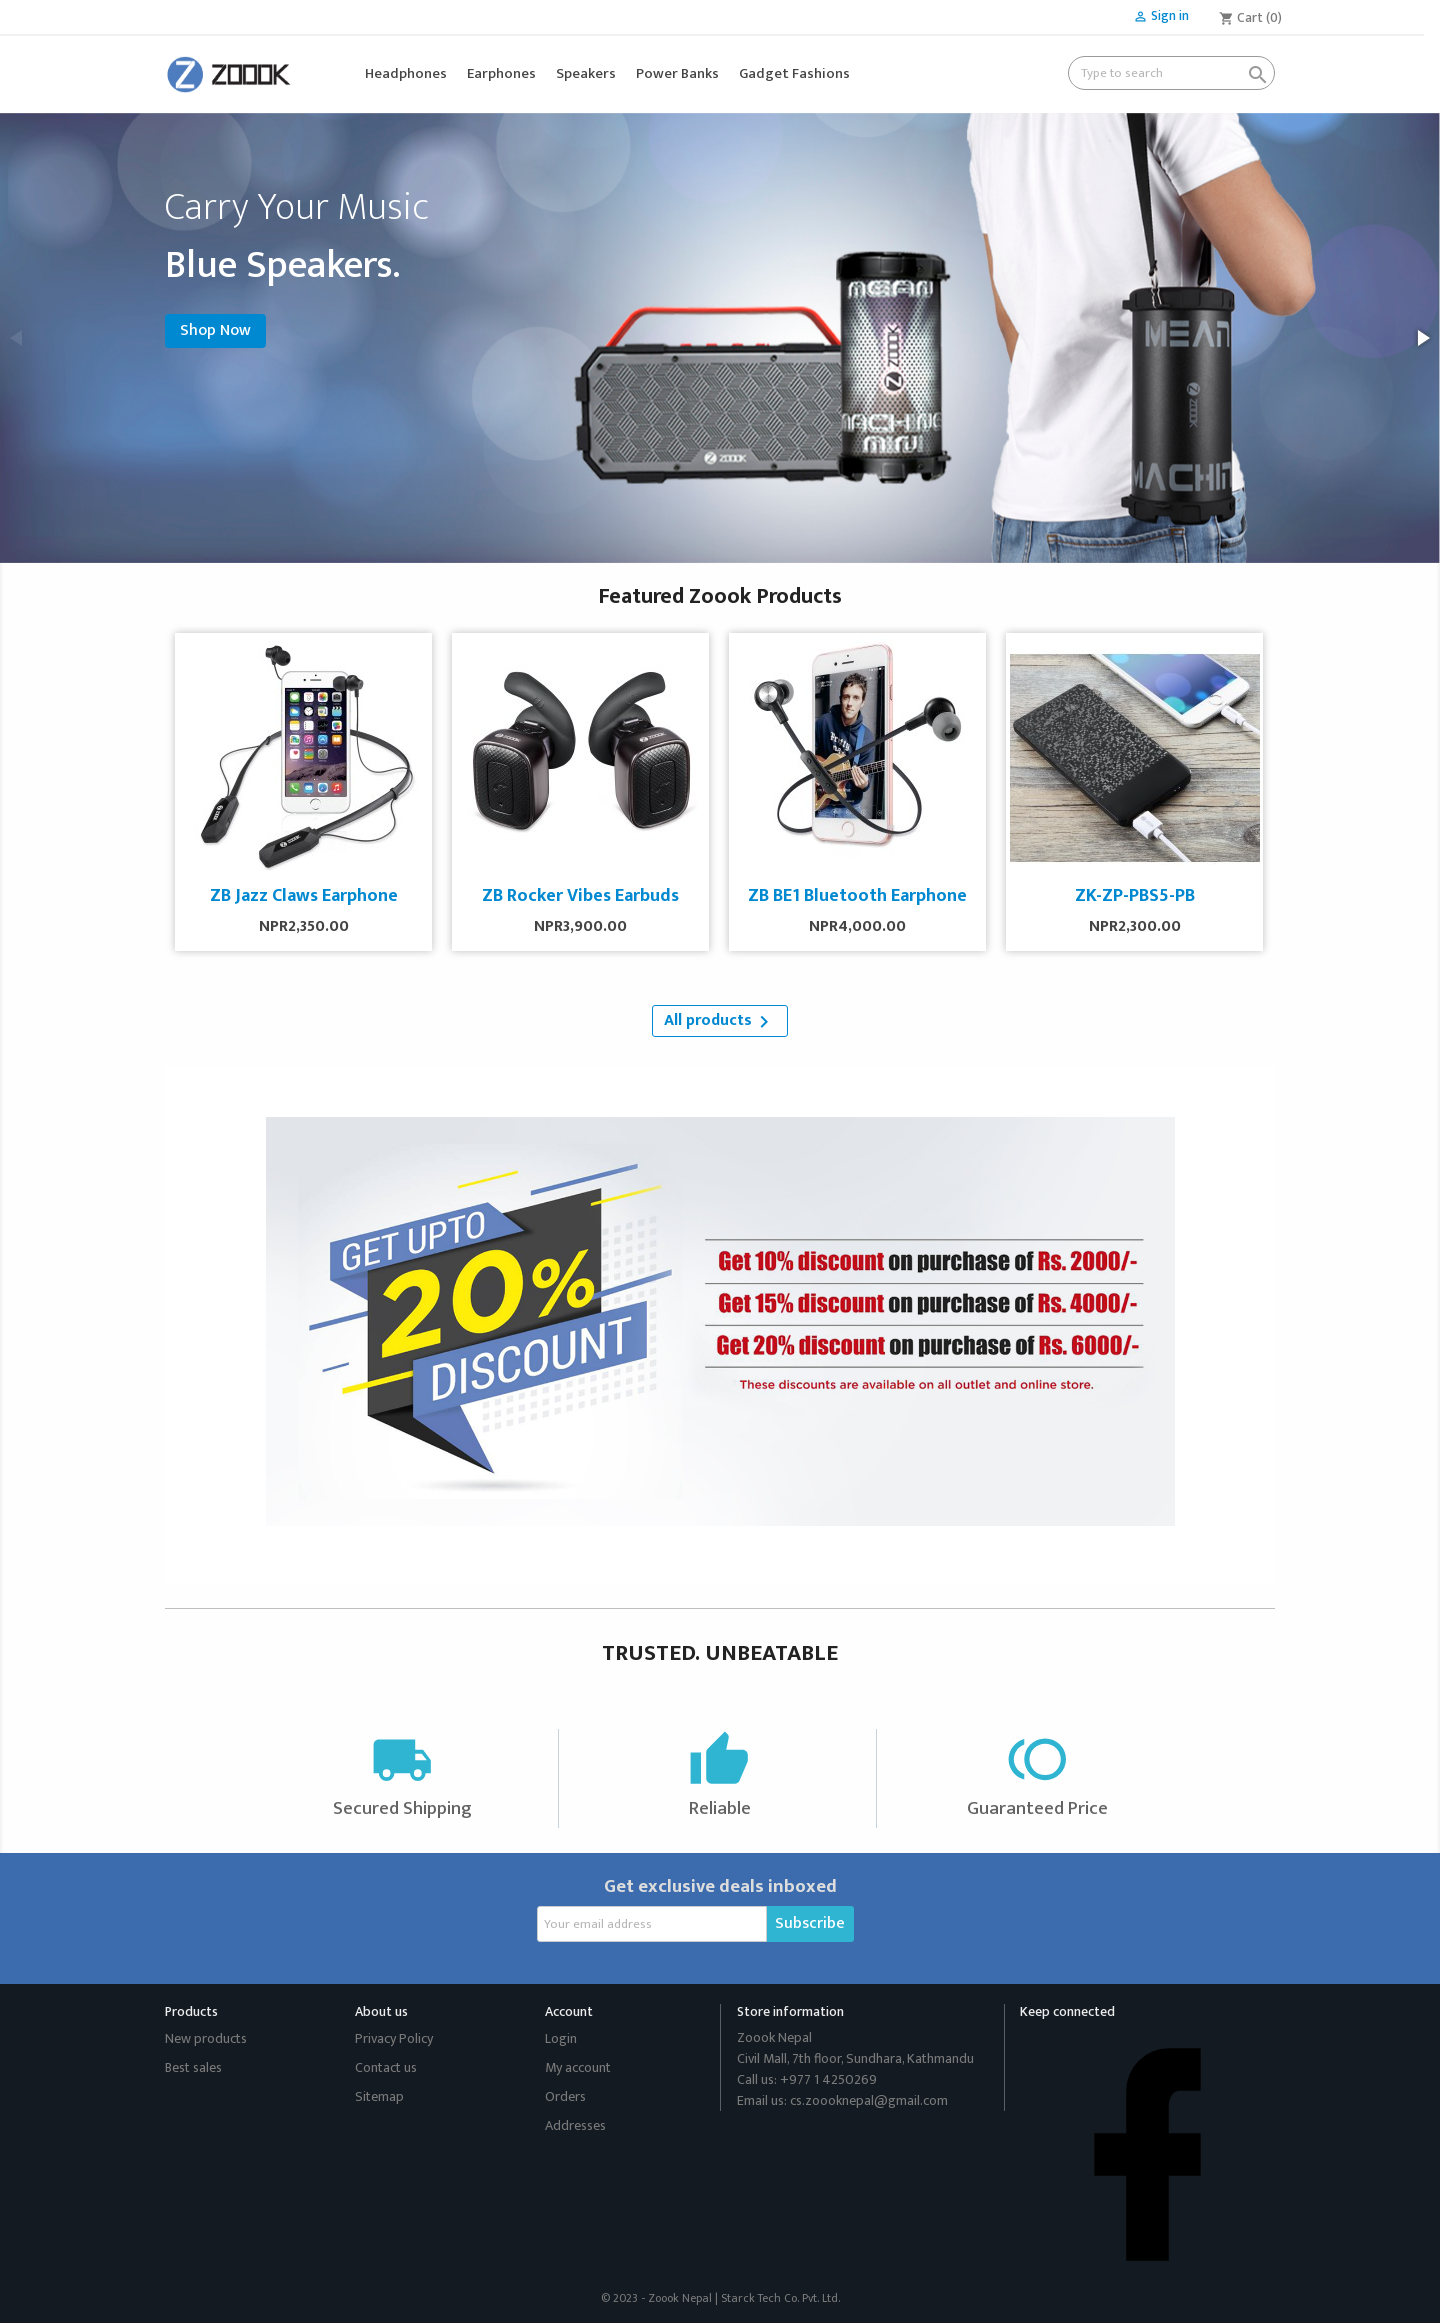 Sign in
Cart (0)
ZOOOK
Headphones
Earphones
Speakers
Power Banks
Gadget Fashions
Type to search
Carry Your Music
Blue Speakers.
Shop Now
MEAN
ZOOOK
MACHINE
MINI
ZOOOK
MEAN
ZOOOK
MACHIN
Featured Zoook Products
ZB Jazz Claws Earphone
NPR2,350.00
ZB Rocker Vibes Earbuds
NPR3,900.00
ZB BE1 Bluetooth Earphone
NPR4,000.00
ZK-ZP-PBS5-PB
NPR2,300.00
All products
GET UPTO
20%
DISCOUNT
Get 10% discount on purchase of Rs. 2000/-
Get 15% discount on purchase of Rs. 4000/-
Get 20% discount on purchase of Rs. 6000/-
These discounts are available on all outlet and online store.
TRUSTED. UNBEATABLE
Secured Shipping
Reliable
Guaranteed Price
Get exclusive deals inboxed
Your email address
Subscribe
Products
New products
Best sales
About us
Privacy Policy
Contact us
Sitemap
Account
Login
My account
Orders
Addresses
Store information
Zoook Nepal
Civil Mall, 7th floor, Sundhara, Kathmandu
Call us: +977 1 4250269
Email us: cs.zoooknepal@gmail.com
Keep connected
© 2023 - Zoook Nepal | Starck Tech Co. Pvt. Ltd.